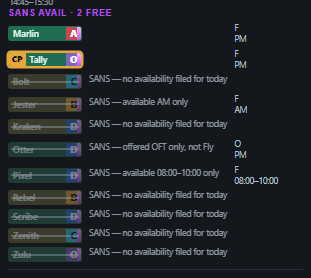 14:45–15:30
SANS AVAIL · 2 FREE
Marlin A F
PM
CP Tally O F
PM
Bolt C SANS — no availability filed for today
Jester B SANS — available AM only F
AM
Kraken D SANS — no availability filed for today
Otter D SANS — offered OFT only, not Fly O
PM
Pixel D SANS — available 08:00–10:00 only F
08:00–10:00
Rebel B SANS — no availability filed for today
Scribe D SANS — no availability filed for today
Zenith C SANS — no availability filed for today
Zulu O SANS — no availability filed for today